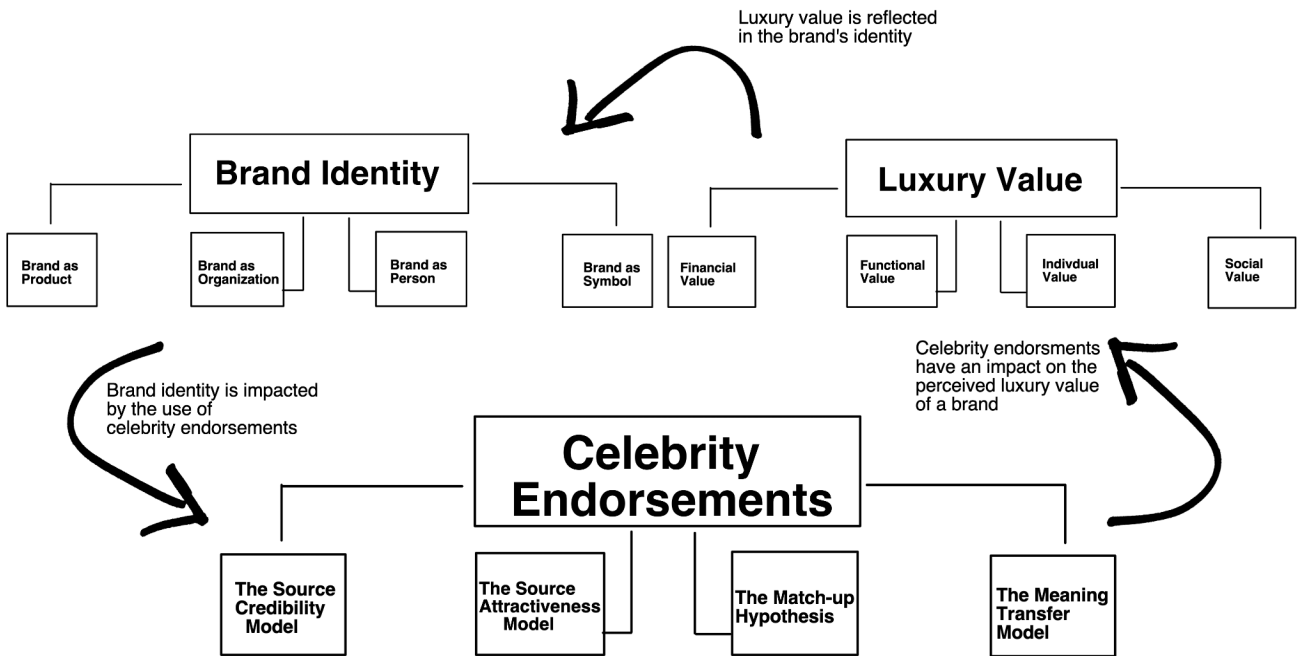 Luxury value is reflected
in the brand's identity
Brand Identity
Luxury Value
Brand as
Product
Brand as
Organization
Brand as
Person
Brand as
Symbol
Financial
Value
Functional
Value
Indivdual
Value
Social
Value
Brand identity is impacted
by the use of
celebrity endorsements
Celebrity endorsments
have an impact on the
perceived luxury value
of a brand
Celebrity
Endorsements
The Source
Credibility
Model
The Source
Attractiveness
Model
The Match-up
Hypothesis
The Meaning
Transfer
Model